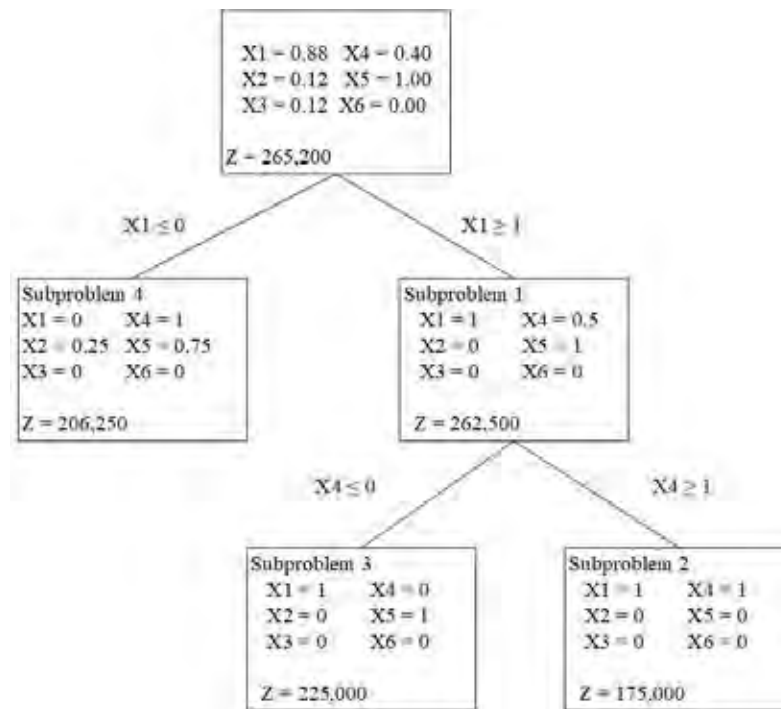 X1 = 0.88 X4 = 0.40
X2 = 0.12 X5 = 1.00
X3 = 0.12 X6 = 0.00
Z = 265,200
X1 ≤ 0
X1 ≥ 1
Subproblem 4
X1 = 0 X4 = 1
X2 = 0.25 X5 = 0.75
X3 = 0 X6 = 0
Z = 206,250
Subproblem 1
X1 = 1 X4 = 0.5
X2 = 0 X5 = 1
X3 = 0 X6 = 0
Z = 262,500
X4 ≤ 0
X4 ≥ 1
Subproblem 3
X1 = 1 X4 = 0
X2 = 0 X5 = 1
X3 = 0 X6 = 0
Z = 225,000
Subproblem 2
X1 = 1 X4 = 1
X2 = 0 X5 = 0
X3 = 0 X6 = 0
Z = 175,000